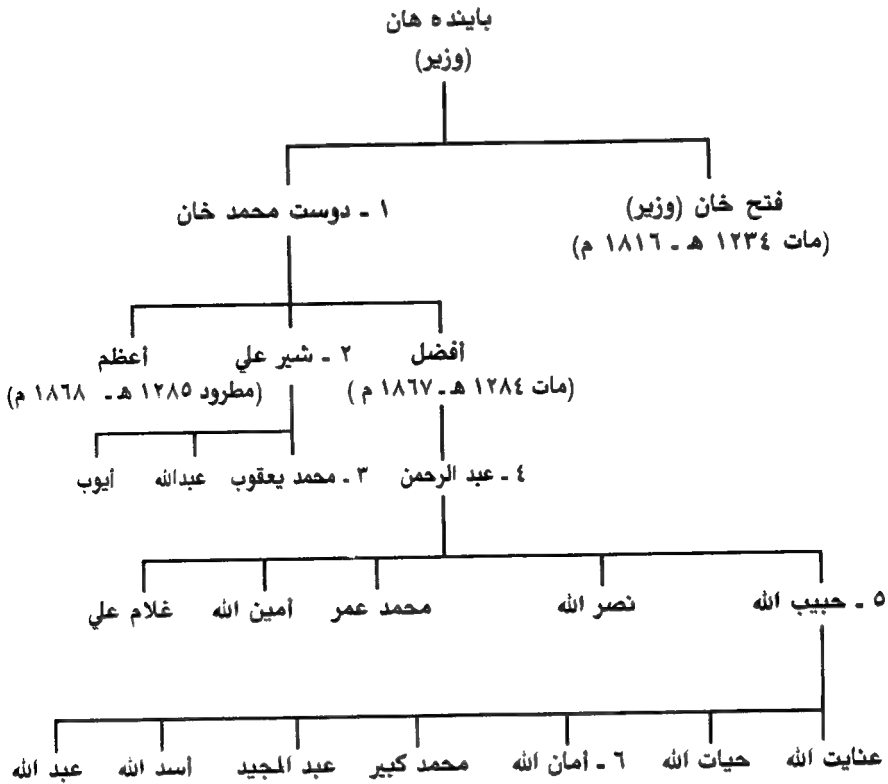 باينده هان
(وزير)
فتح خان (وزير)
(مات ١٢٣٤ هـ ـ ١٨١٦ م)
١ ـ دوست محمد خان
أفضل
(مات ١٢٨٤ هـ ـ ١٨٦٧ م )
٢ ـ شير علي
أعظم
(مطرود ١٢٨٥ هـ ـ ١٨٦٨ م)
٤ ـ عبد الرحمن
٣ ـ محمد يعقوب
عبدالله
أيوب
٥ ـ حبيب الله
نصر الله
محمد عمر
أمين الله
غلام علي
عنايت الله
حيات الله
٦ ـ أمان الله
محمد كبير
عبد المجيد
أسد الله
عبد الله